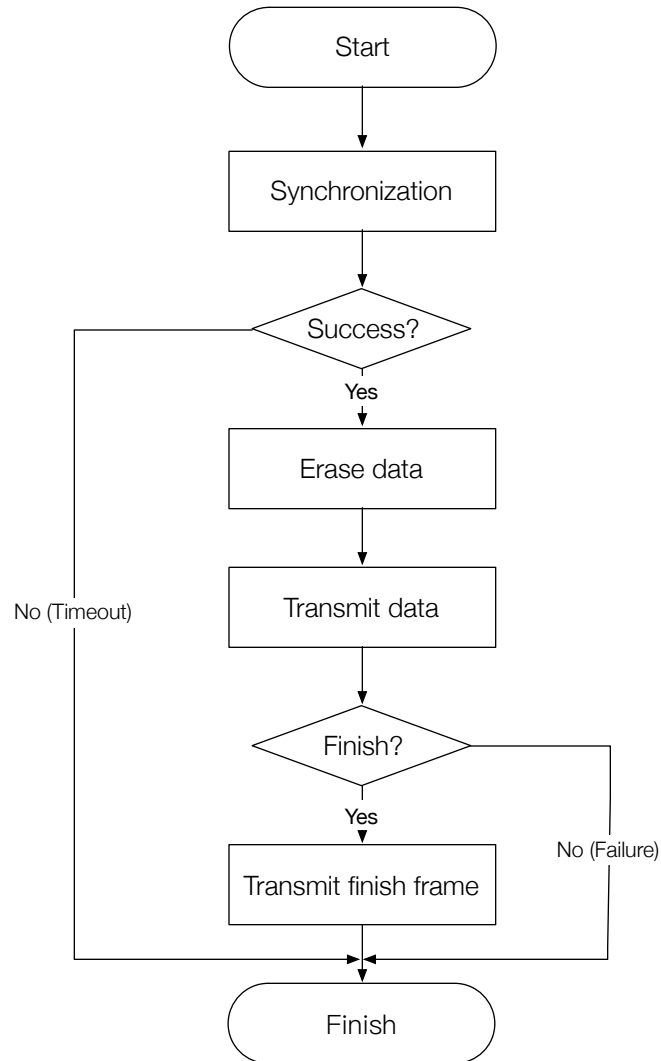 Start
Synchronization
Success?
Yes
Erase data
No (Timeout)
Transmit data
Finish?
Yes
No (Failure)
Transmit finish frame
Finish